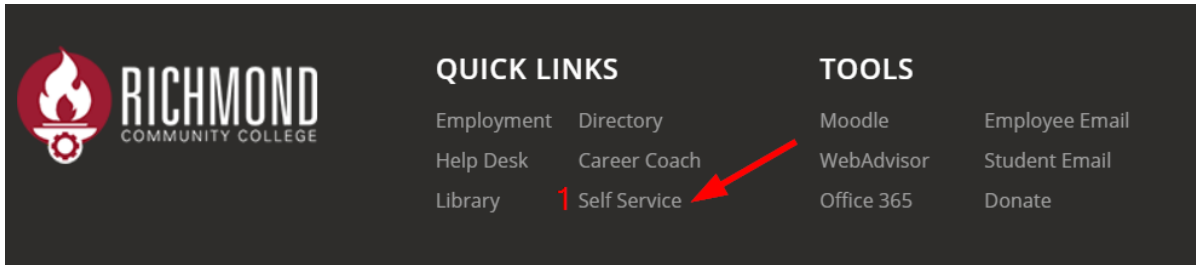 RICHMOND
COMMUNITY COLLEGE
QUICK LINKS
Employment Directory
Help Desk Career Coach
Library 1 Self Service
TOOLS
Moodle Employee Email
WebAdvisor Student Email
Office 365 Donate